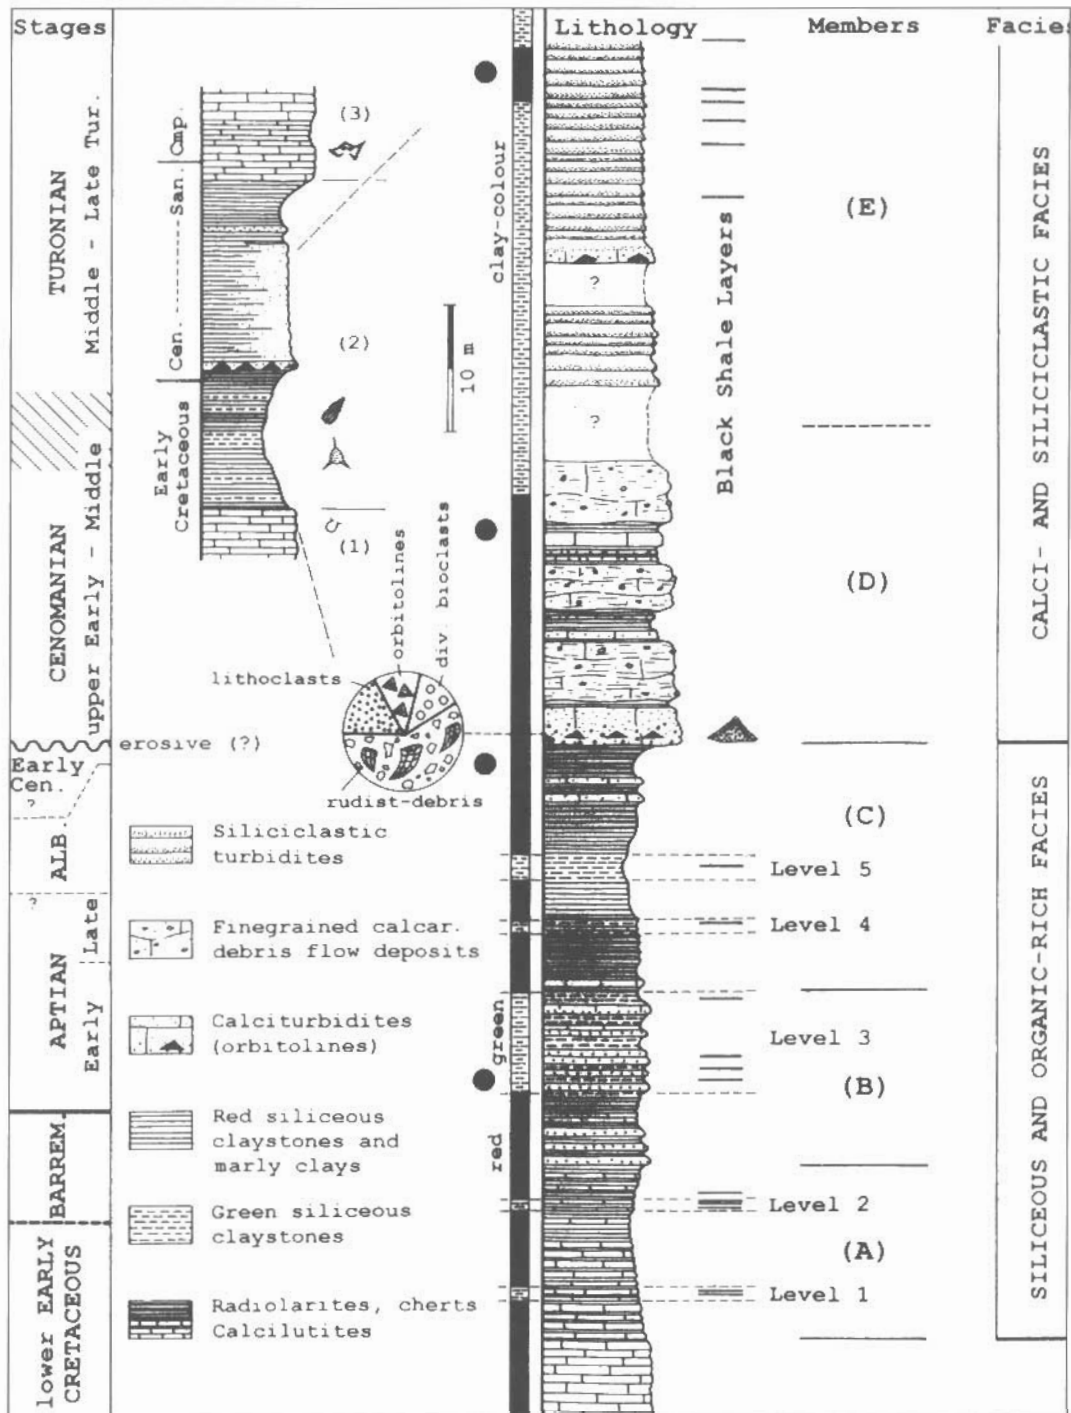 Stages
Lithology
Members
Facies
TURONIAN
Middle - Late Tur.
CENOMANIAN
upper Early - Middle
Early
Cen.
?
ALB.
?
APTIAN
Early
Late
BARREM.
lower EARLY
CRETACEOUS
Cmp.
Cen. ------- San.
Early
Cretaceous
(3)
(2)
(1)
10 m
lithoclasts
orbitolines
div. bioclasts
rudist-debris
erosive (?)
Siliciclastic
turbidites
Finegrained calcar.
debris flow deposits
Calciturbidites
(orbitolines)
Red siliceous
claystones and
marly clays
Green siliceous
claystones
Radiolarites, cherts
Calcilutites
clay-colour
green
red
?
?
Black Shale Layers
(E)
(D)
(C)
Level 5
Level 4
Level 3
(B)
Level 2
(A)
Level 1
CALCI- AND SILICICLASTIC FACIES
SILICEOUS AND ORGANIC-RICH FACIES